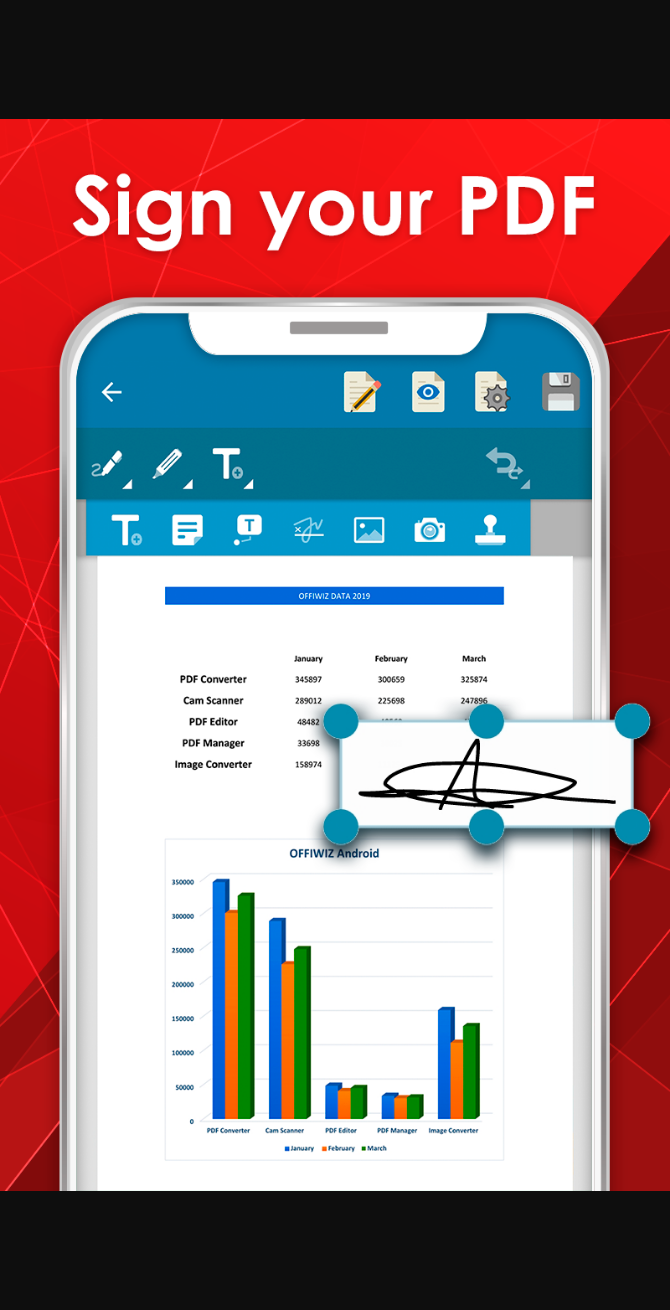 Sign your PDF
T
OFFIWIZ DATA 2019
January February March
PDF Converter 345897 300659 325874
Cam Scanner 289012 225698 247896
PDF Editor 48482
PDF Manager 33698
Image Converter 158974
OFFIWIZ Android
350000
300000
250000
200000
150000
100000
50000
0
PDF Converter Cam Scanner PDF Editor PDF Manager Image Converter
January February March